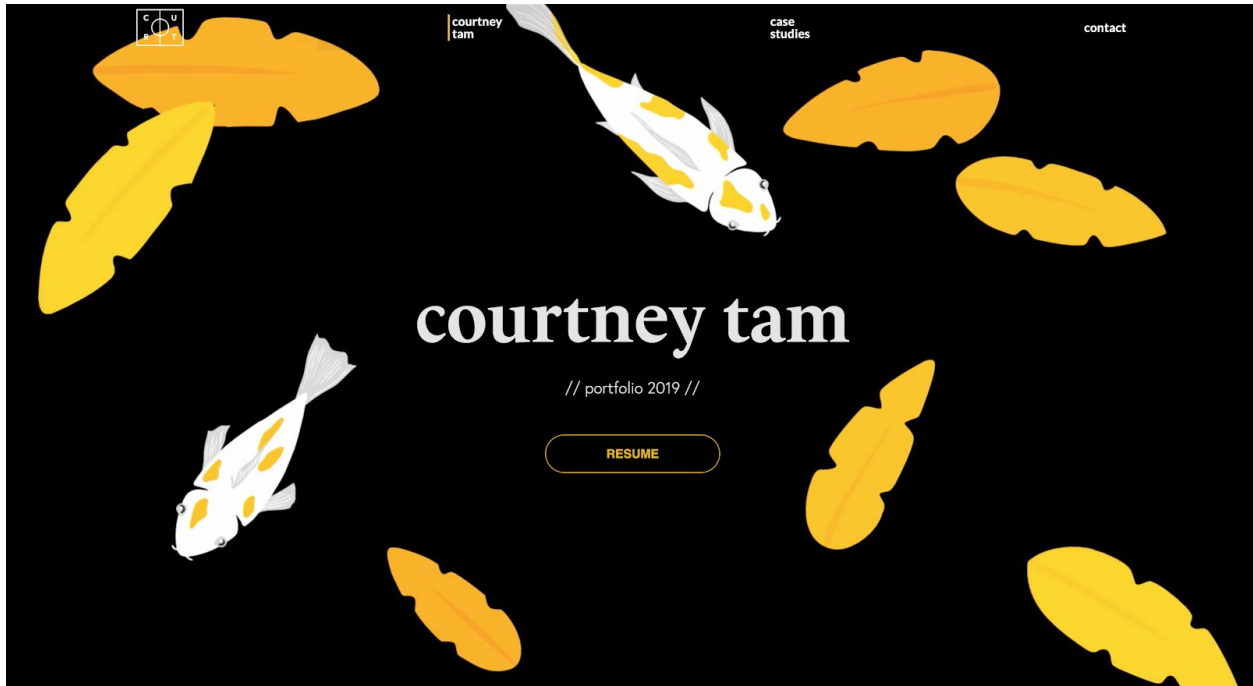 C U
R T
courtney
tam
case
studies
contact
courtney tam
// portfolio 2019 //
RESUME